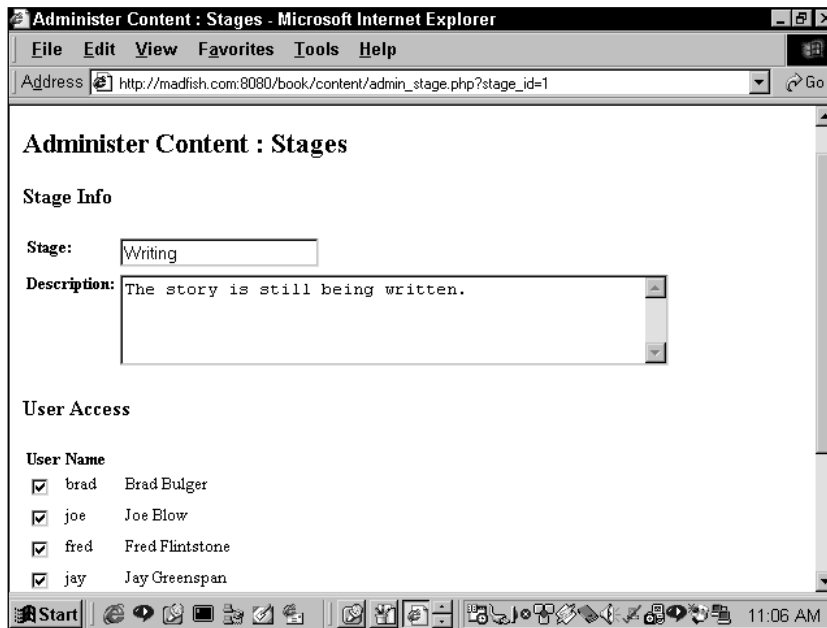 Administer Content : Stages - Microsoft Internet Explorer
File Edit View Favorites Tools Help
Address http://madfish.com:8080/book/content/admin_stage.php?stage_id=1 Go
Administer Content : Stages
Stage Info
Stage: Writing
Description: The story is still being written.
User Access
User Name
brad Brad Bulger
joe Joe Blow
fred Fred Flintstone
jay Jay Greenspan
Start 11:06 AM